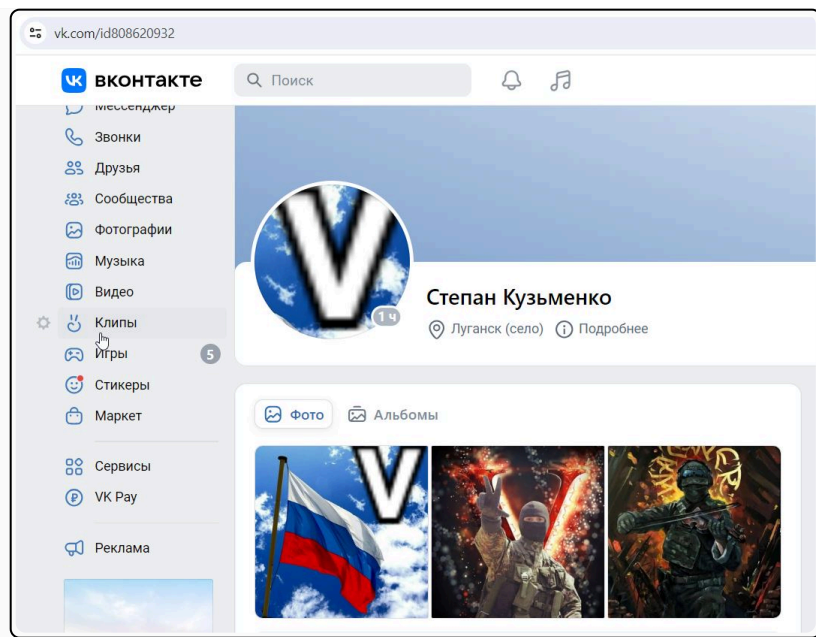 vk.com/id808620932
вконтакте
Поиск
Мессенджер
Звонки
Друзья
Сообщества
Фотографии
Музыка
Видео
Клипы
Игры 5
Стикеры
Маркет
Сервисы
VK Pay
Реклама
V
1 ч
Степан Кузьменко
Луганск (село) Подробнее
Фото Альбомы
V
V